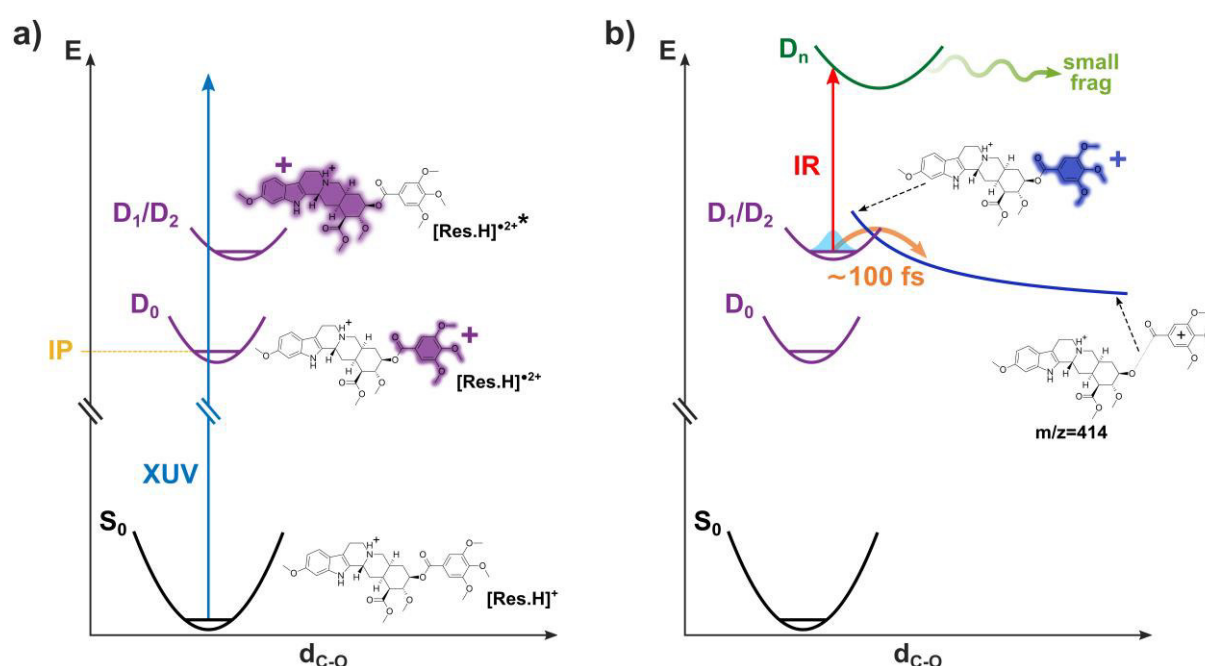 a)
E
D1/D2
+
[Res.H]•2+*
D0
IP
+
[Res.H]•2+
XUV
S0
[Res.H]+
dC-O
b)
E
Dn
small
frag
IR
+
D1/D2
~100 fs
D0
m/z=414
S0
dC-O